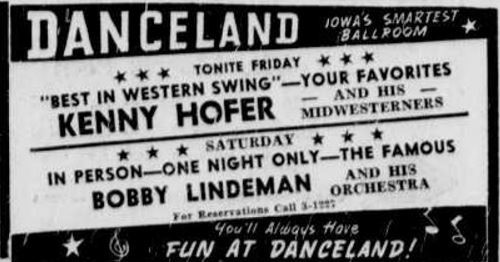 DANCELAND IOWA'S SMARTEST BALLROOM
TONITE FRIDAY
"BEST IN WESTERN SWING"—YOUR FAVORITES
KENNY HOFER — AND HIS — MIDWESTERNERS
SATURDAY
IN PERSON—ONE NIGHT ONLY—THE FAMOUS
BOBBY LINDEMAN AND HIS ORCHESTRA
For Reservations Call
You'll Always Have
FUN AT DANCELAND!